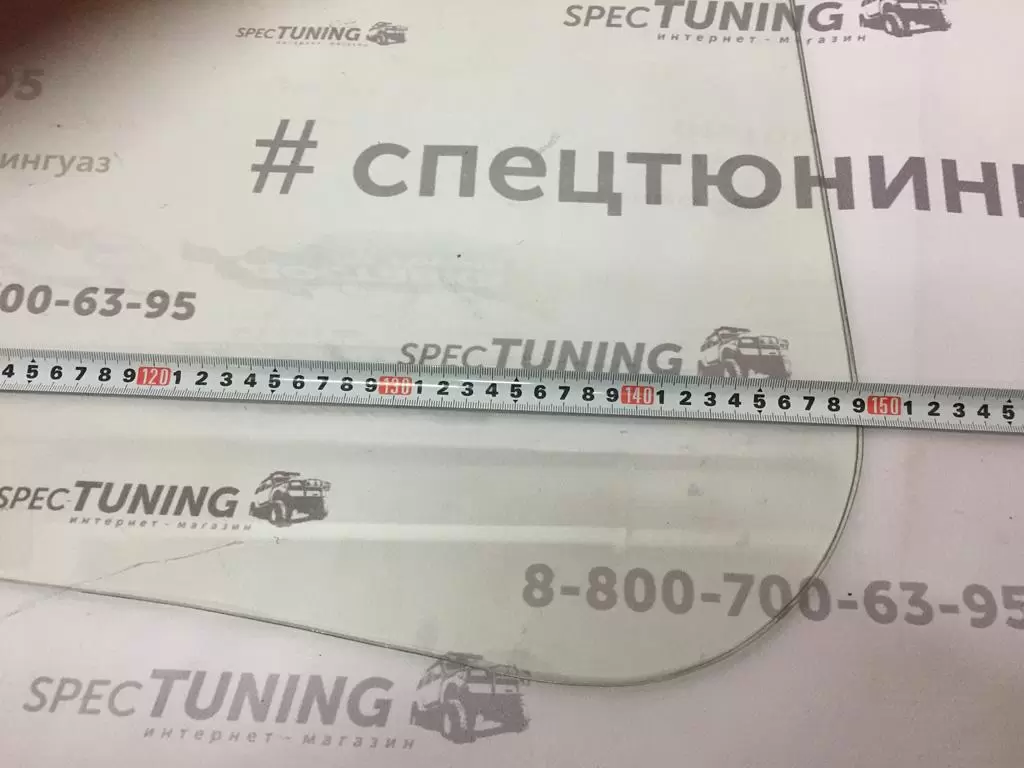 SPECTUNING
интернет-магазин
SPECTUNING
интернет-магазин
95
# спецтюнинг
ингуаз
00-63-95
SPECTUNING
4 5 6 7 8 9 120 1 2 3 4 5 6 7 8 9 130 1 2 3 4 5 6 7 8 9 140 1 2 3 4 5 6 7 8 9 150 1 2 3 4 5
SPECTUNING
интернет-магазин
8-800-700-63-95
SPECTUNING
интернет-магазин